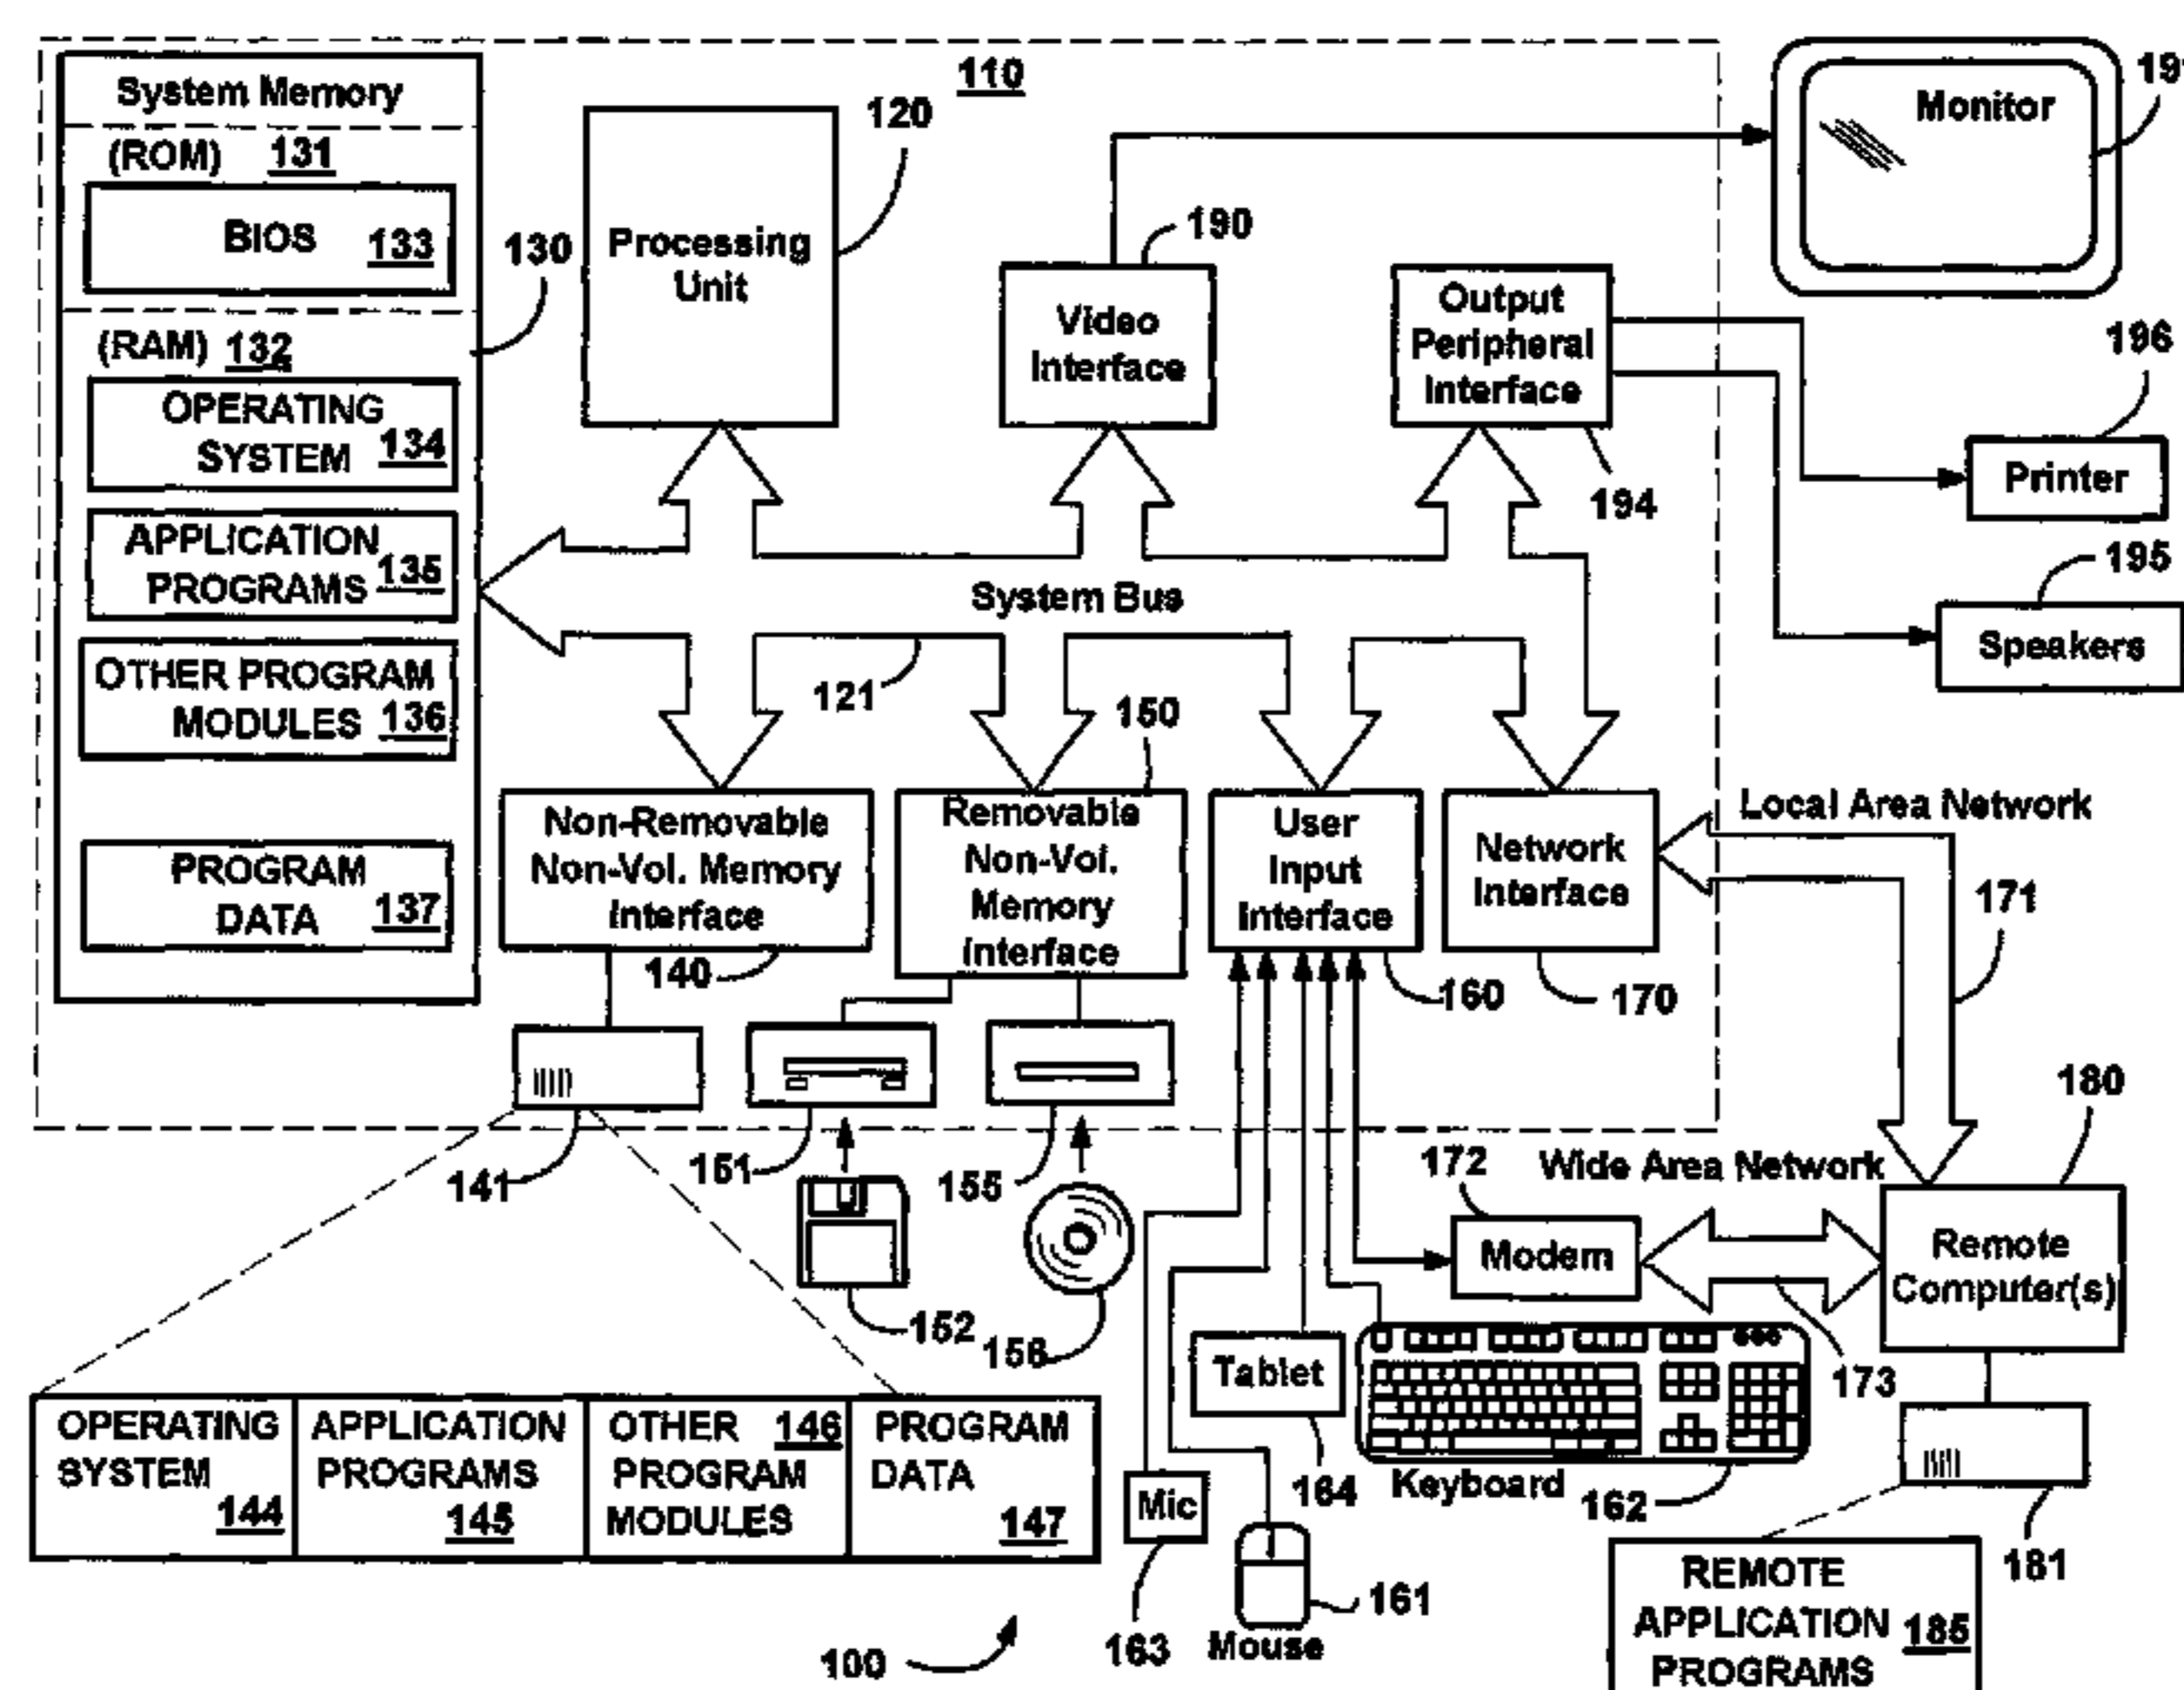 110
System Memory
(ROM) 131
BIOS 133
130
(RAM) 132
OPERATING
SYSTEM 134
APPLICATION
PROGRAMS 135
OTHER PROGRAM
MODULES 136
PROGRAM
DATA 137
120
Processing
Unit
190
Video
Interface
Output
Peripheral
Interface
194
Monitor
196
Printer
195
Speakers
System Bus
121
150
Non-Removable
Non-Vol. Memory
Interface
140
Removable
Non-Vol.
Memory
Interface
User
Input
Interface
160
Network
Interface
170
Local Area Network
171
180
141
151
155
152
156
172
Wide Area Network
Modem
Remote
Computer(s)
173
Tablet
164
Keyboard
162
Mic
163
161
Mouse
181
OPERATING
SYSTEM
144
APPLICATION
PROGRAMS
145
OTHER 146
PROGRAM
MODULES
PROGRAM
DATA
147
REMOTE
APPLICATION 185
PROGRAMS
100